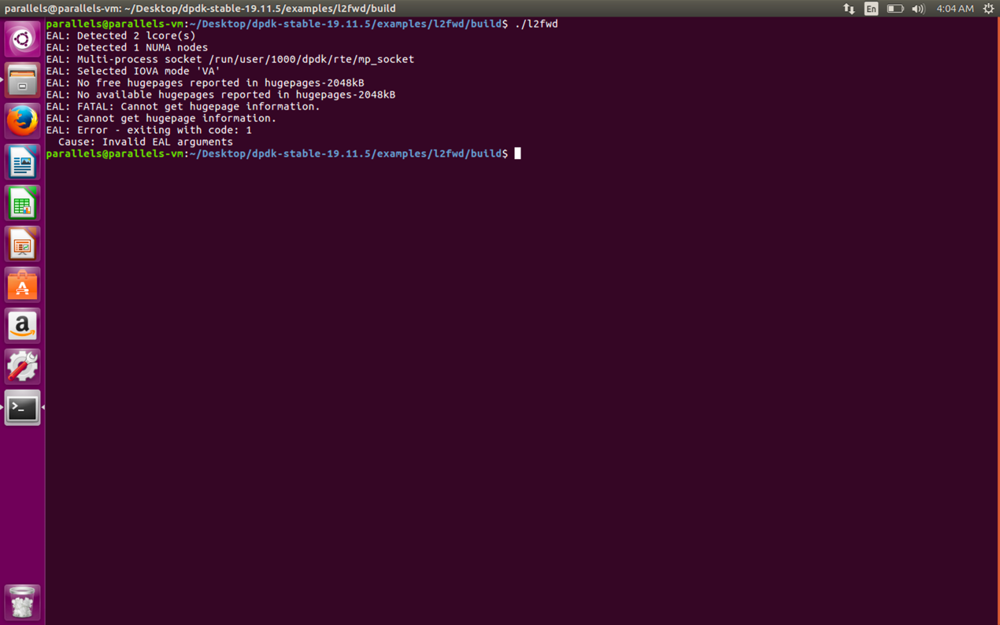 parallels@parallels-vm: ~/Desktop/dpdk-stable-19.11.5/examples/l2fwd/build
En
4:04 AM
parallels@parallels-vm:~/Desktop/dpdk-stable-19.11.5/examples/l2fwd/build$ ./l2fwd
EAL: Detected 2 lcore(s)
EAL: Detected 1 NUMA nodes
EAL: Multi-process socket /run/user/1000/dpdk/rte/mp_socket
EAL: Selected IOVA mode 'VA'
EAL: No free hugepages reported in hugepages-2048kB
EAL: No available hugepages reported in hugepages-2048kB
EAL: FATAL: Cannot get hugepage information.
EAL: Cannot get hugepage information.
EAL: Error - exiting with code: 1
  Cause: Invalid EAL arguments
parallels@parallels-vm:~/Desktop/dpdk-stable-19.11.5/examples/l2fwd/build$